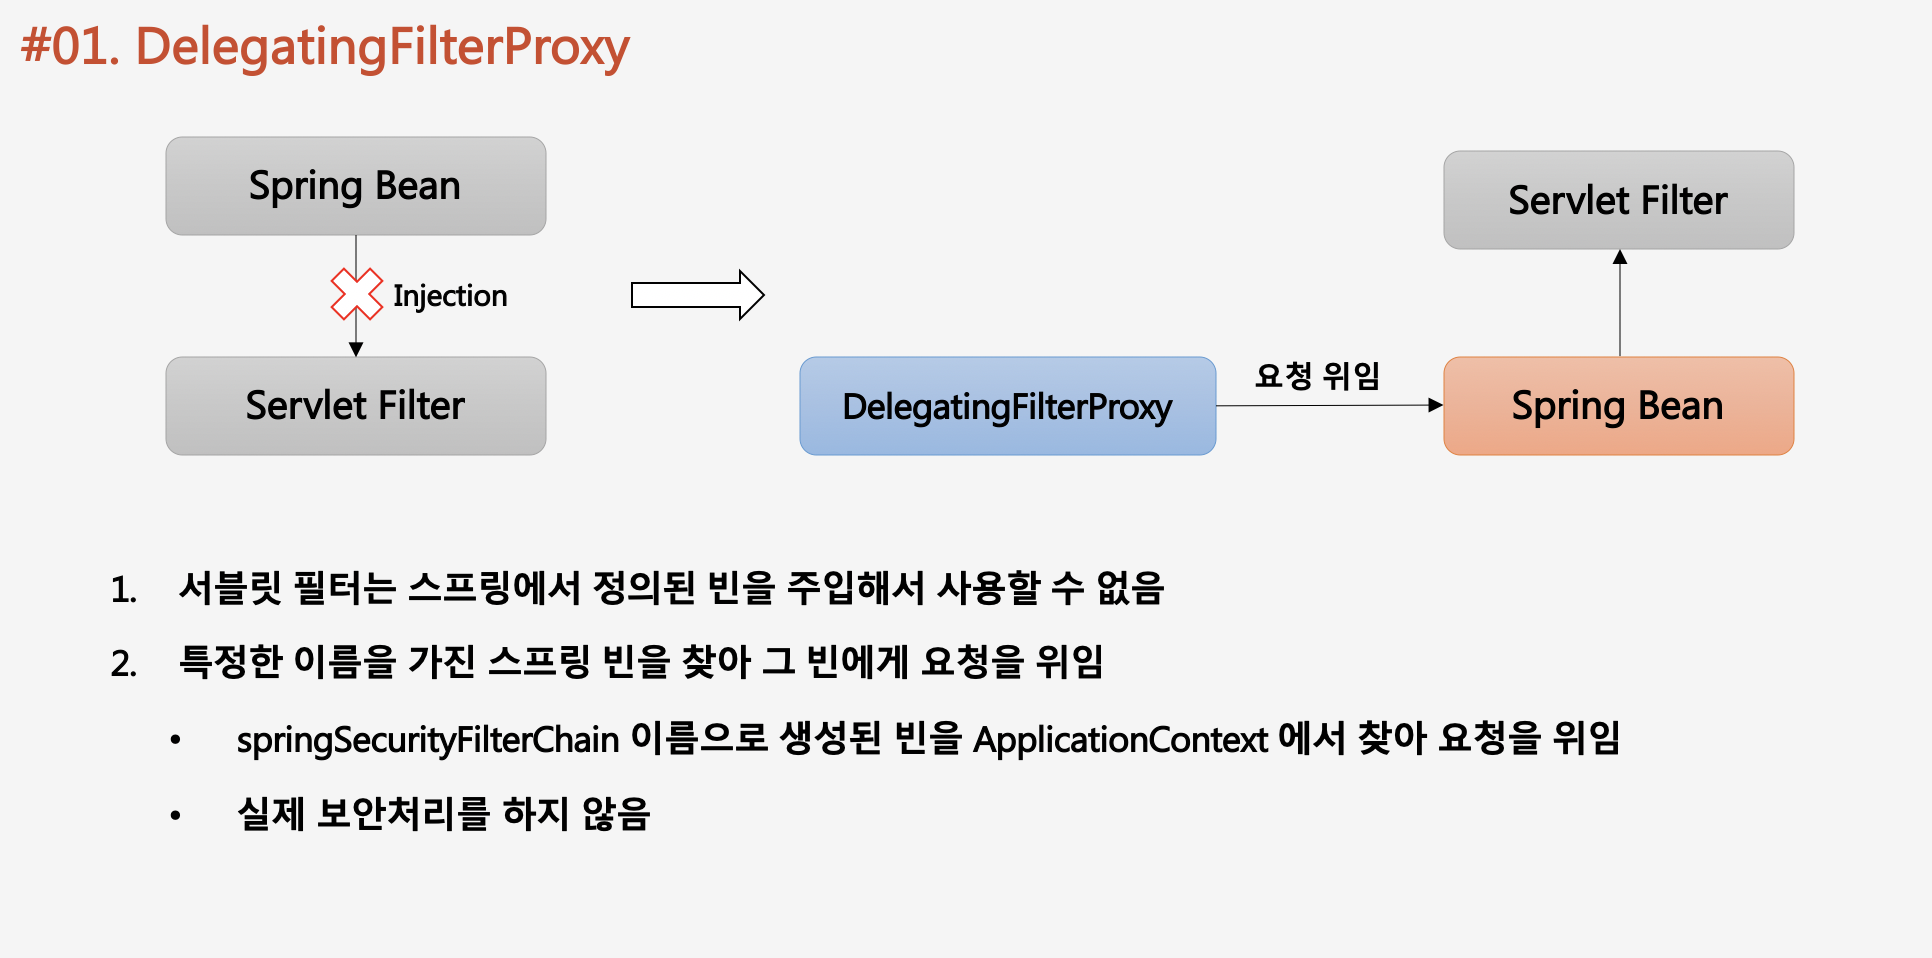 #01. DelegatingFilterProxy
Spring Bean
Injection
Servlet Filter
Servlet Filter
요청 위임
DelegatingFilterProxy
Spring Bean
1. 서블릿 필터는 스프링에서 정의된 빈을 주입해서 사용할 수 없음
2. 특정한 이름을 가진 스프링 빈을 찾아 그 빈에게 요청을 위임
• springSecurityFilterChain 이름으로 생성된 빈을 ApplicationContext 에서 찾아 요청을 위임
• 실제 보안처리를 하지 않음